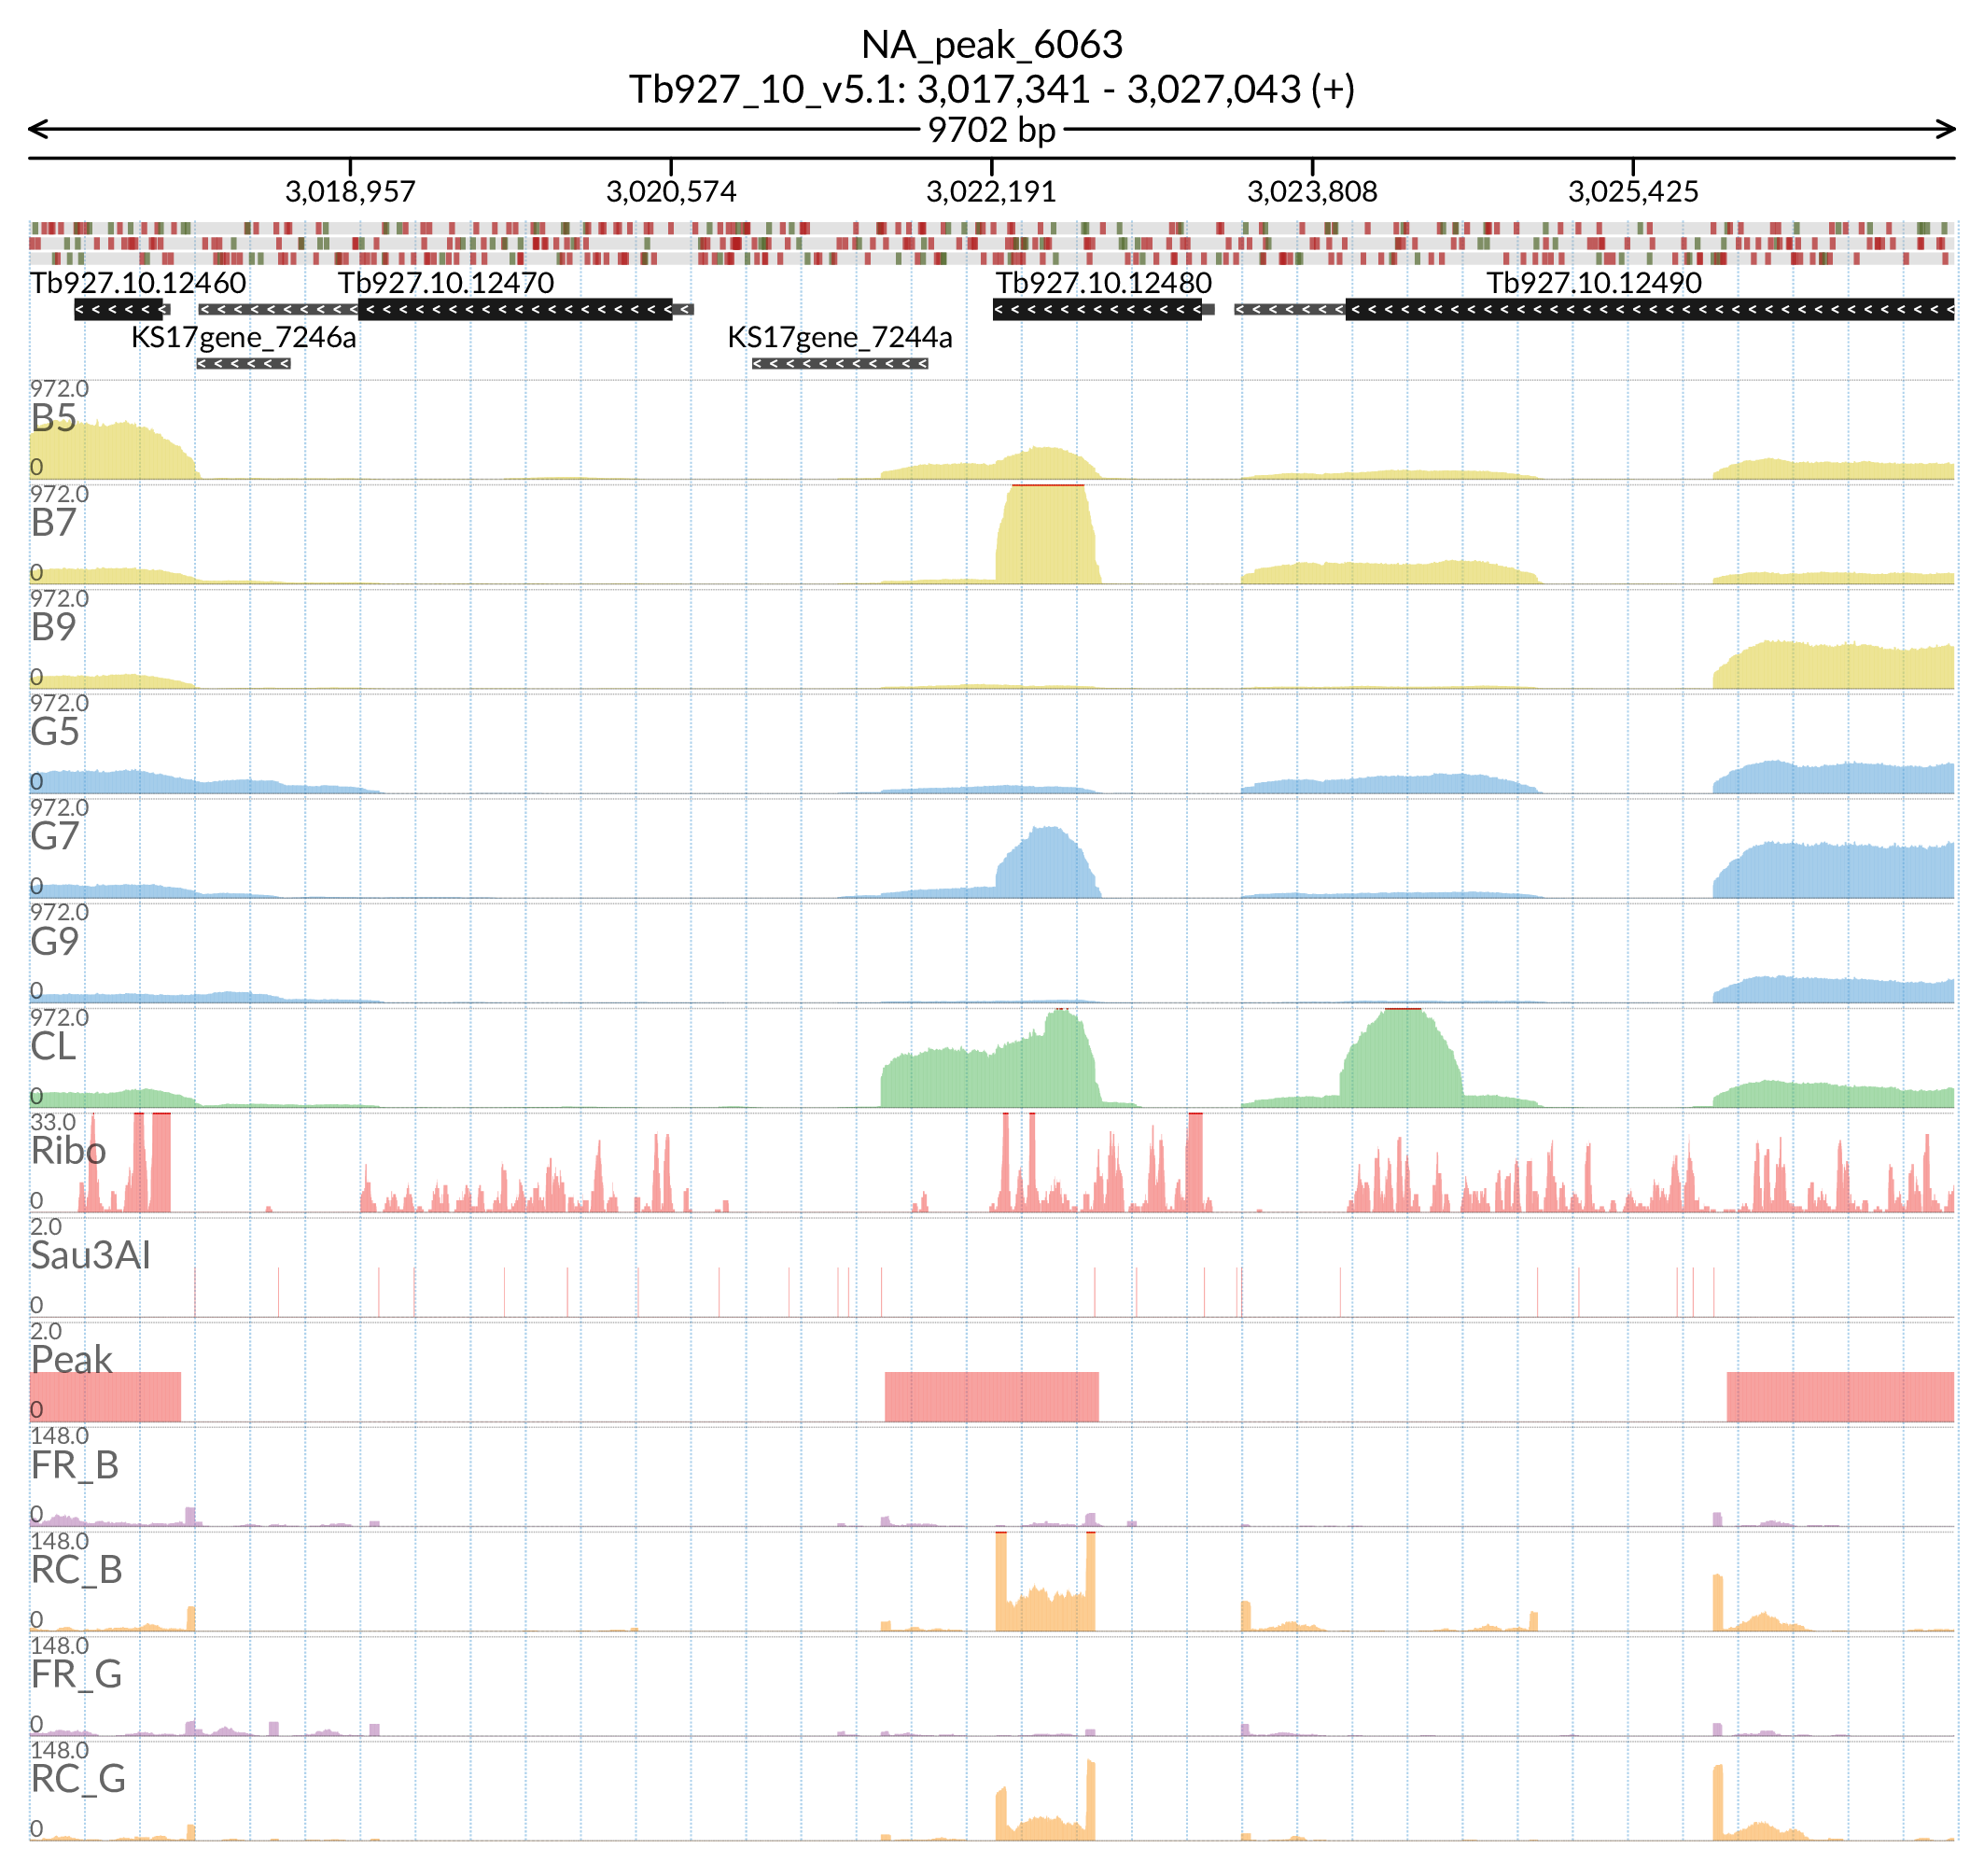 NA_peak_6063
Tb927_10_v5.1: 3,017,341 - 3,027,043 (+)
9702 bp
3,018,957 3,020,574 3,022,191 3,023,808 3,025,425
Tb927.10.12460 Tb927.10.12470 Tb927.10.12480 Tb927.10.12490
KS17gene_7246a KS17gene_7244a
972.0
B5
0
972.0
B7
0
972.0
B9
0
972.0
G5
0
972.0
G7
0
972.0
G9
0
972.0
CL
0
33.0
Ribo
0
2.0
Sau3AI
0
2.0
Peak
0
148.0
FR_B
0
148.0
RC_B
0
148.0
FR_G
0
148.0
RC_G
0